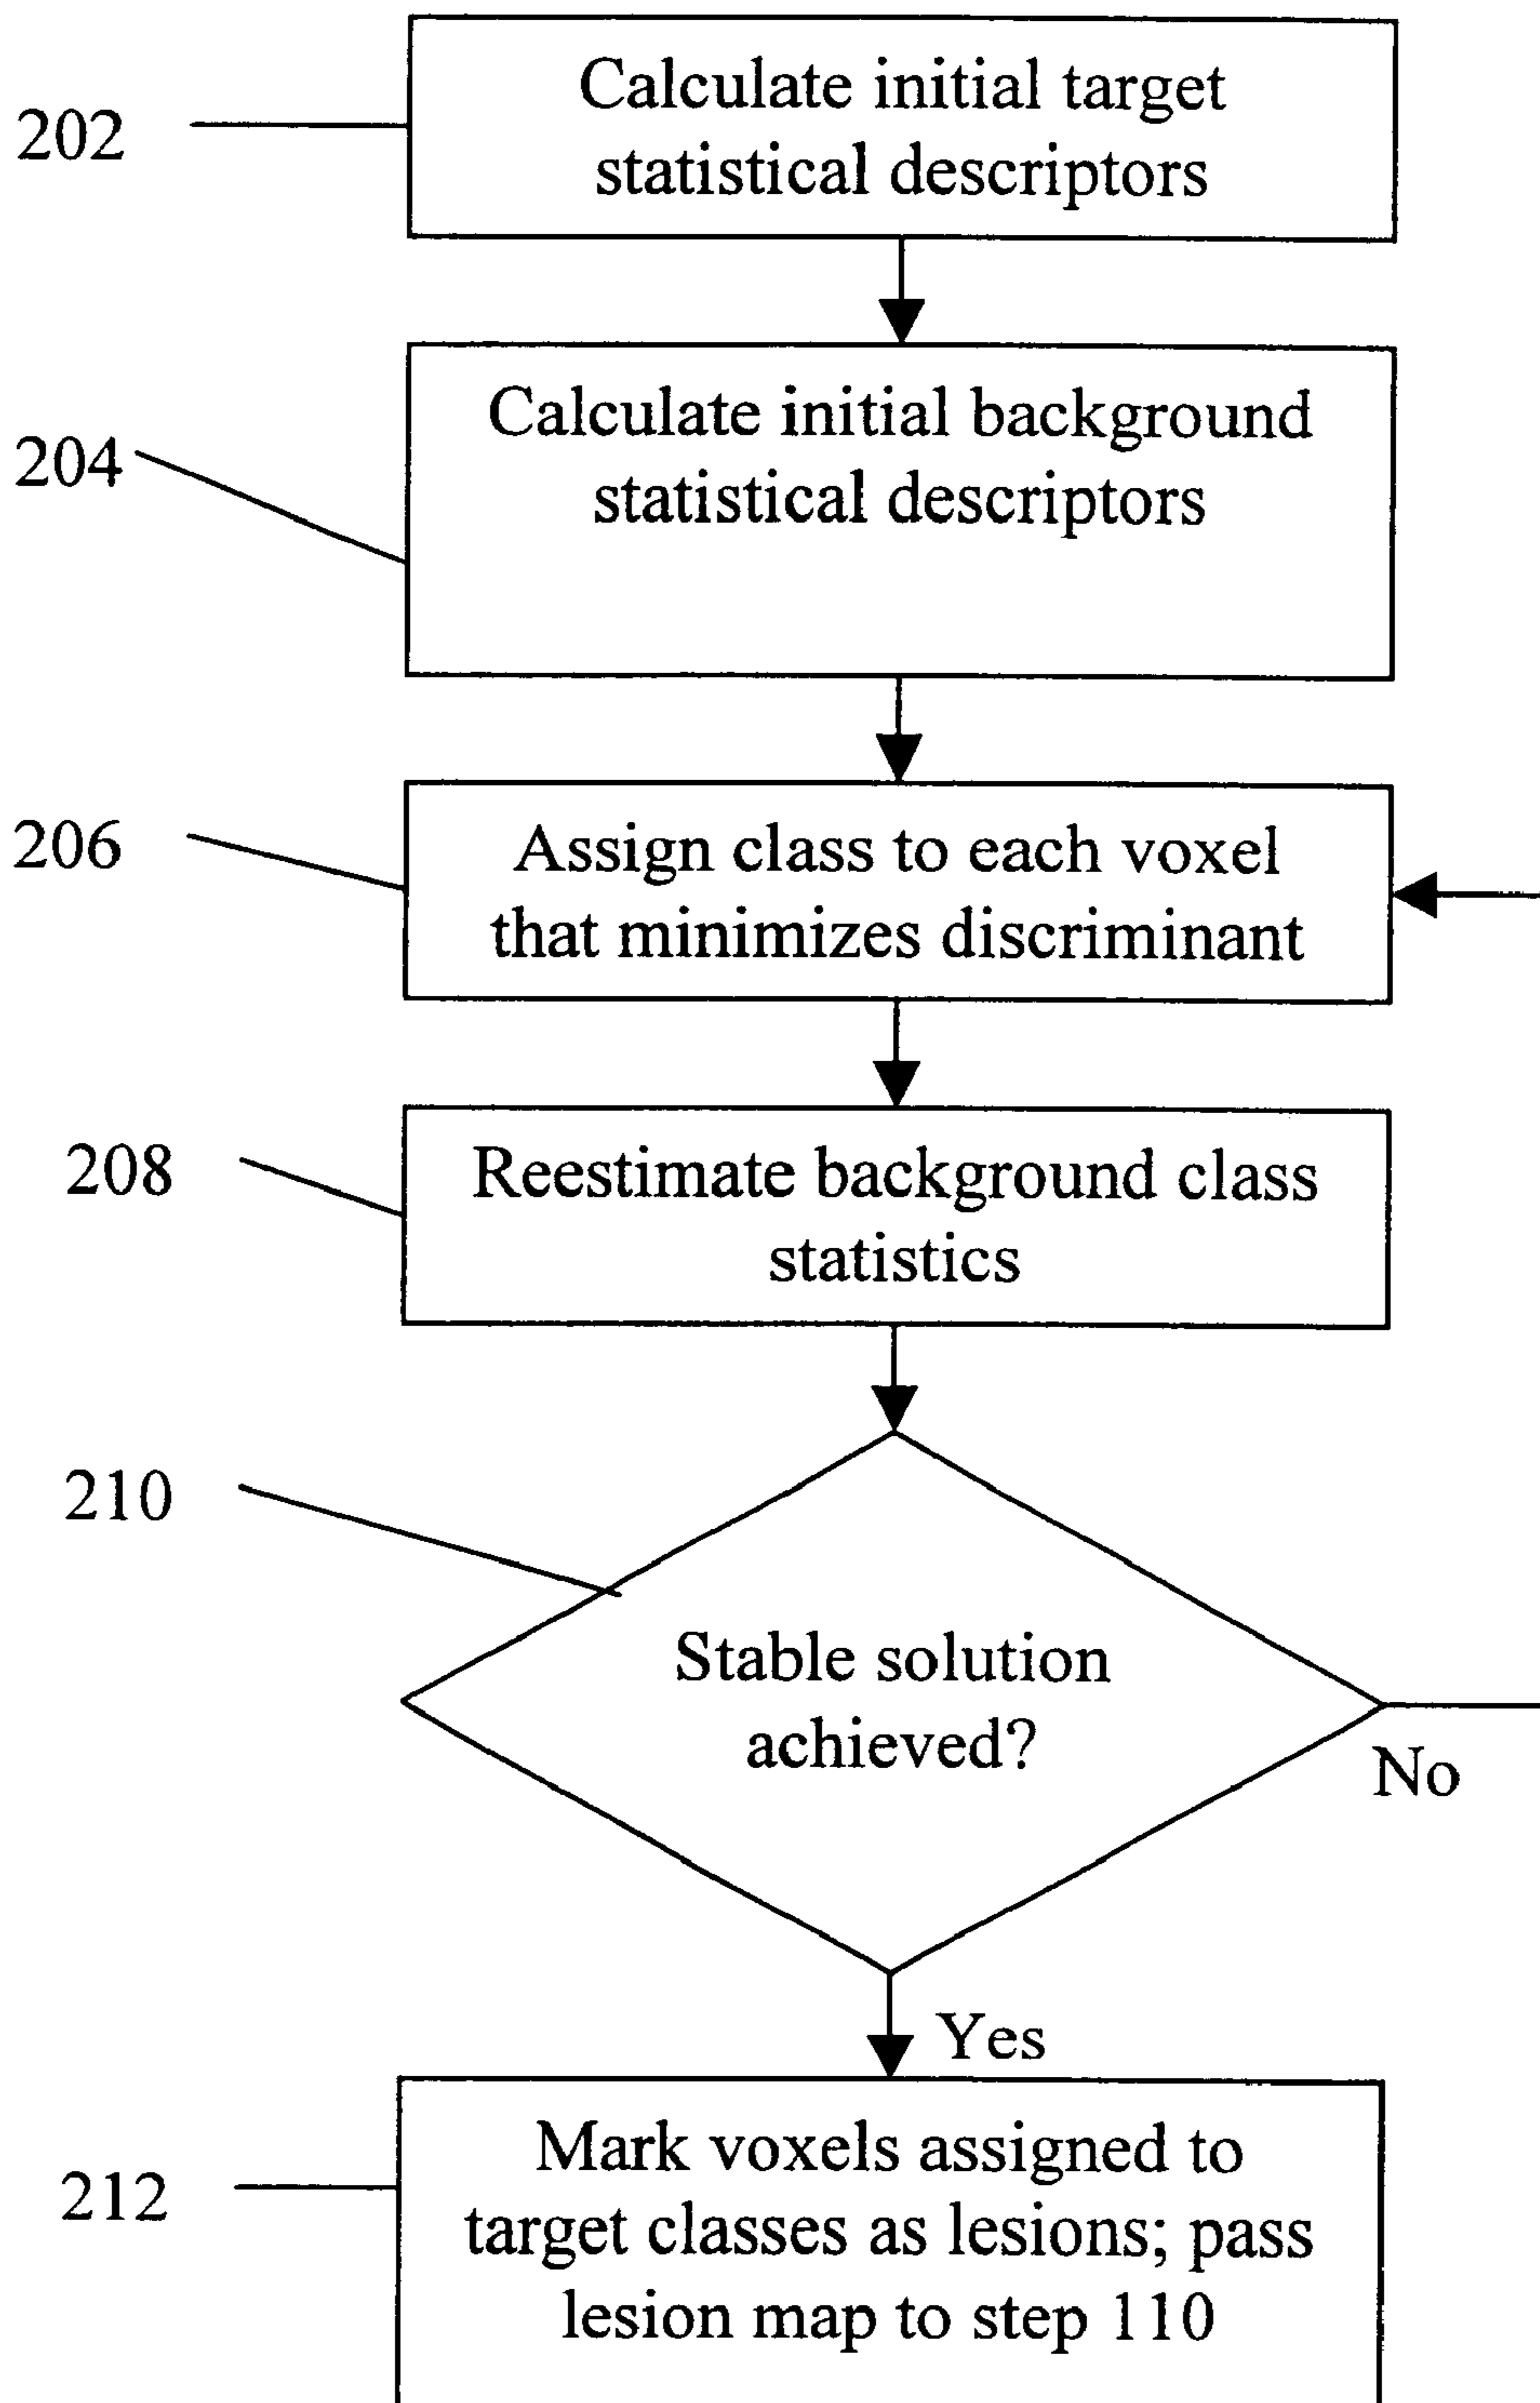 202
Calculate initial target
statistical descriptors
204
Calculate initial background
statistical descriptors
206
Assign class to each voxel
that minimizes discriminant
208
Reestimate background class
statistics
210
Stable solution
achieved?
No
Yes
212
Mark voxels assigned to
target classes as lesions; pass
lesion map to step 110